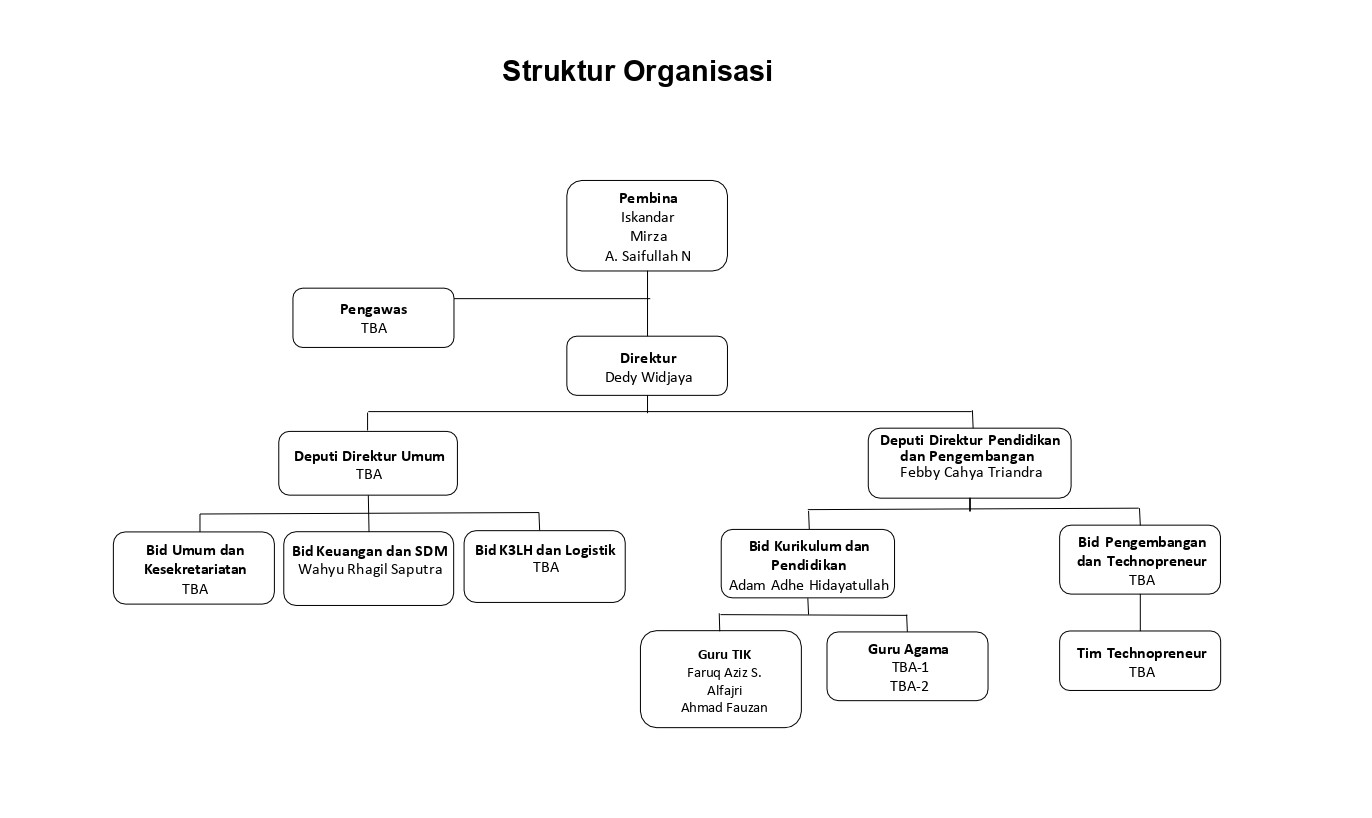 Struktur Organisasi
Pembina
Iskandar
Mirza
A. Saifullah N
Pengawas
TBA
Direktur
Dedy Widjaya
Deputi Direktur Umum
TBA
Deputi Direktur Pendidikan
dan Pengembangan
Febby Cahya Triandra
Bid Umum dan
Kesekretariatan
TBA
Bid Keuangan dan SDM
Wahyu Rhagil Saputra
Bid K3LH dan Logistik
TBA
Bid Kurikulum dan
Pendidikan
Adam Adhe Hidayatullah
Bid Pengembangan
dan Technopreneur
TBA
Guru TIK
Faruq Aziz S.
Alfajri
Ahmad Fauzan
Guru Agama
TBA-1
TBA-2
Tim Technopreneur
TBA